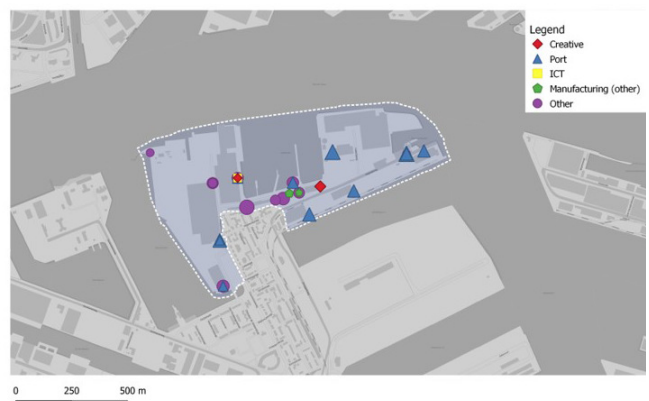 Legend
Creative
Port
ICT
Manufacturing (other)
Other
0 250 500 m